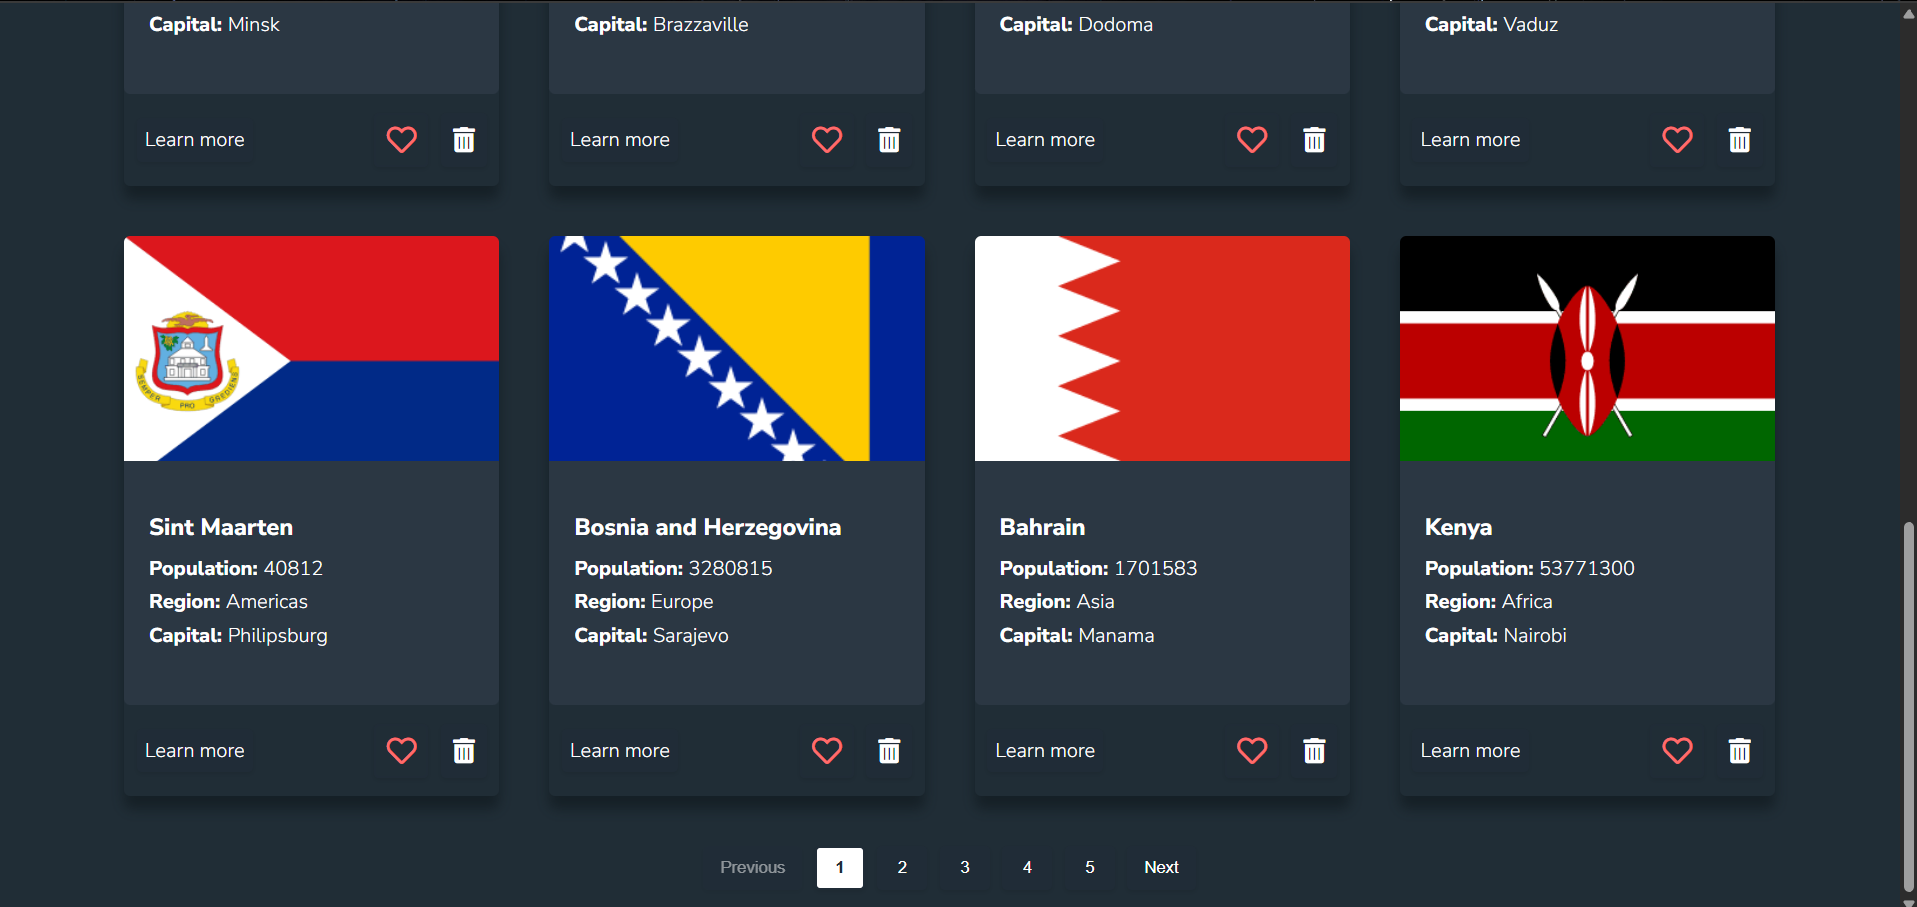 Capital: Minsk
Capital: Brazzaville
Capital: Dodoma
Capital: Vaduz
Learn more
Learn more
Learn more
Learn more
SEMPER PRO GREDIENS
Sint Maarten
Population: 40812
Region: Americas
Capital: Philipsburg
Bosnia and Herzegovina
Population: 3280815
Region: Europe
Capital: Sarajevo
Bahrain
Population: 1701583
Region: Asia
Capital: Manama
Kenya
Population: 53771300
Region: Africa
Capital: Nairobi
Learn more
Learn more
Learn more
Learn more
Previous 1 2 3 4 5 Next